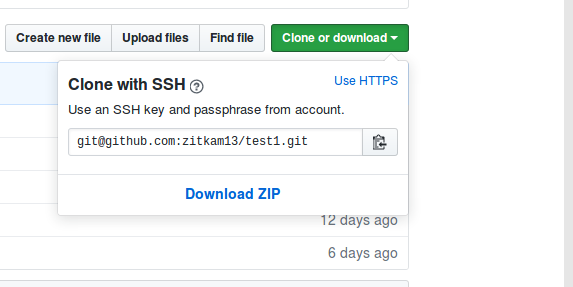 Create new file Upload files Find file Clone or download
Clone with SSH ? Use HTTPS
Use an SSH key and passphrase from account.
git@github.com:zitkam13/test1.git
Download ZIP
12 days ago
6 days ago